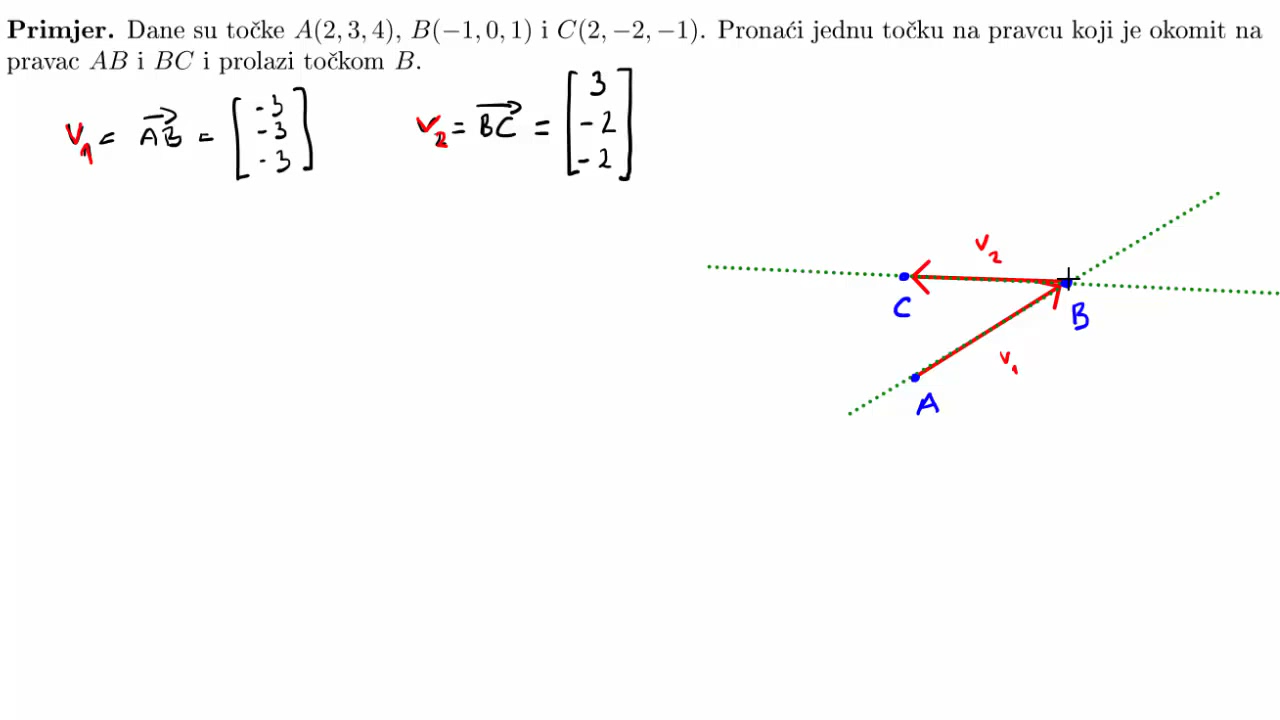 Primjer. Dane su točke A(2, 3, 4), B(−1, 0, 1) i C(2, −2, −1). Pronaći jednu točku na pravcu koji je okomit na
pravac AB i BC i prolazi točkom B.
V₁ = AB⃗ = [-3 -3 -3]
V₂ = BC⃗ = [3 -2 -2]
V₂
C
B
V₁
A